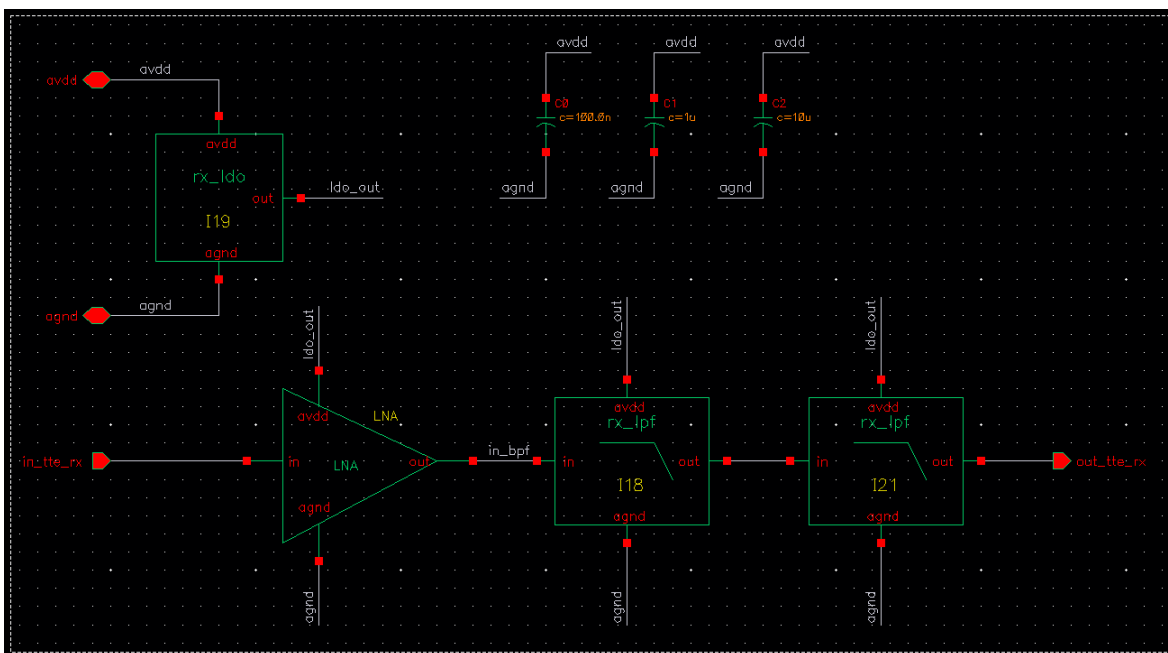 avdd
avdd
avdd
rx_ldo
out
ldo_out
I19
agnd
agnd
agnd
avdd
C0
c=100.0n
agnd
avdd
C1
c=1u
agnd
avdd
C2
c=10u
agnd
in_tte_rx
ldo_out
avdd
LNA
in
LNA
out
agnd
agnd
in_bpf
ldo_out
avdd
rx_lpf
in
out
I18
agnd
agnd
ldo_out
avdd
rx_lpf
in
out
I21
agnd
agnd
out_tte_rx